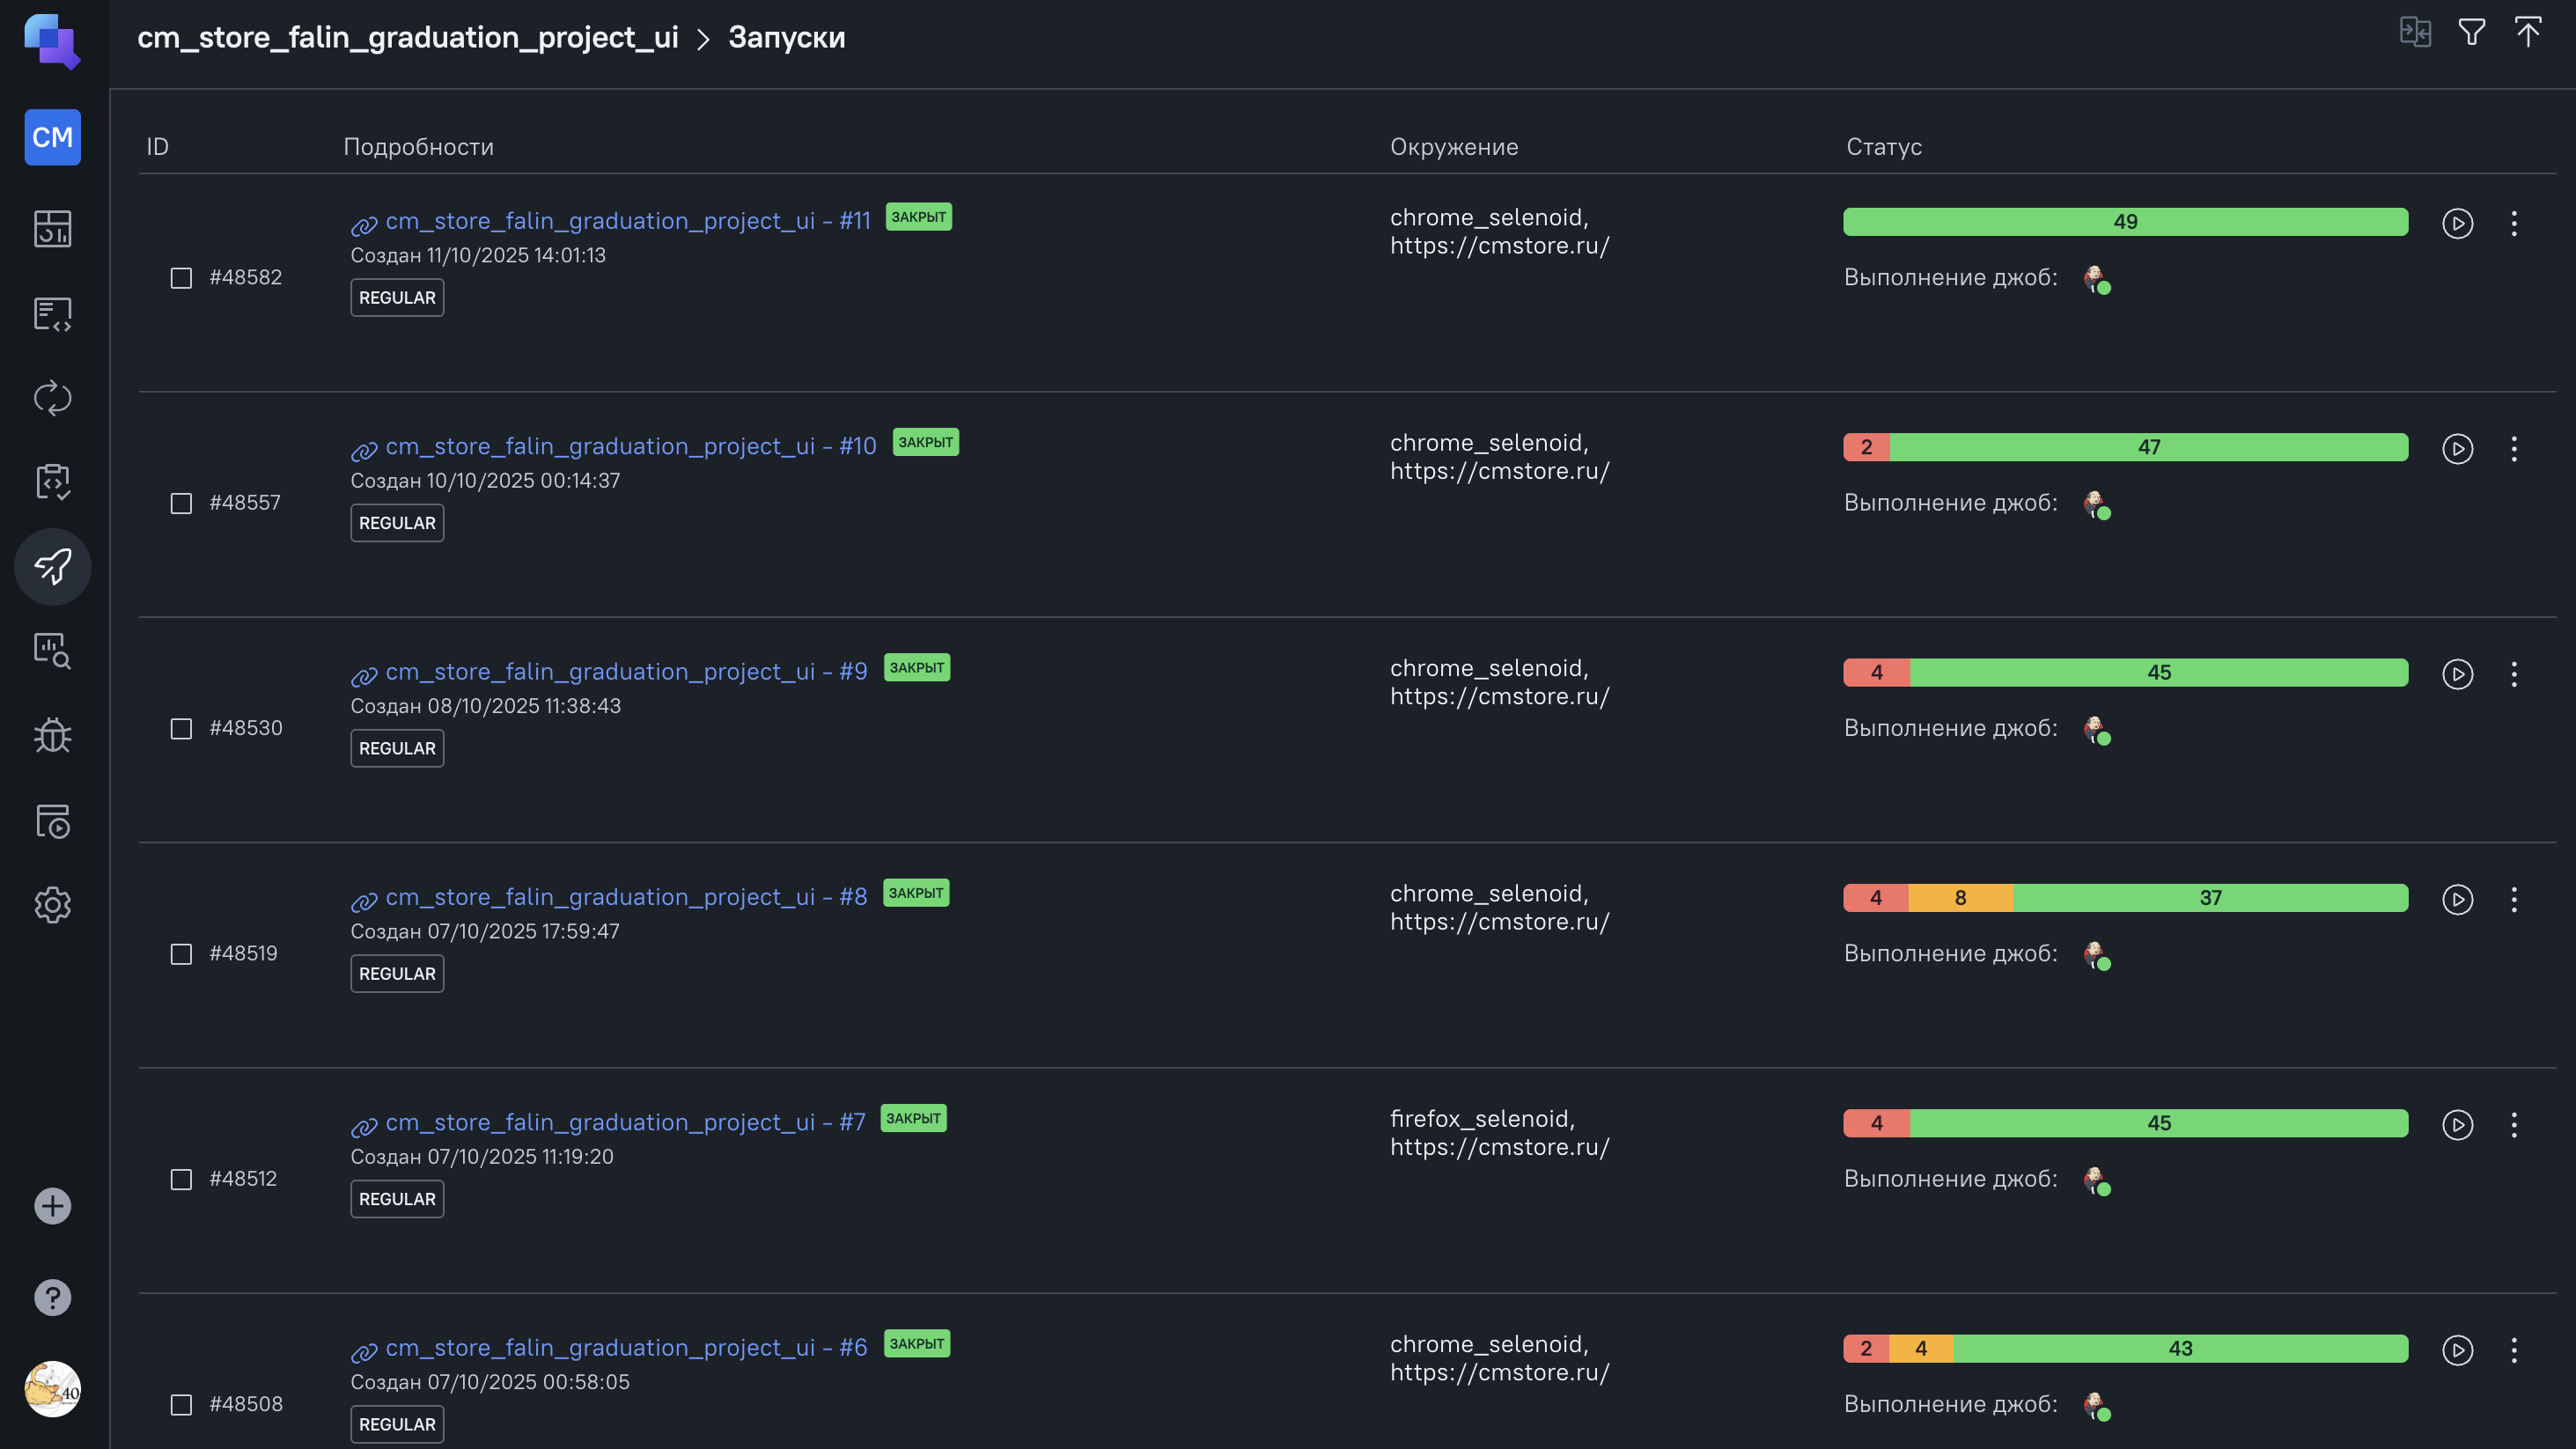 cm_store_falin_graduation_project_ui > Запуски
CM
ID Подробности Окружение Статус
cm_store_falin_graduation_project_ui - #11 ЗАКРЫТ
Создан 11/10/2025 14:01:13
#48582
REGULAR
chrome_selenoid,
https://cmstore.ru/
49
Выполнение джоб:
cm_store_falin_graduation_project_ui - #10 ЗАКРЫТ
Создан 10/10/2025 00:14:37
#48557
REGULAR
chrome_selenoid,
https://cmstore.ru/
2 47
Выполнение джоб:
cm_store_falin_graduation_project_ui - #9 ЗАКРЫТ
Создан 08/10/2025 11:38:43
#48530
REGULAR
chrome_selenoid,
https://cmstore.ru/
4 45
Выполнение джоб:
cm_store_falin_graduation_project_ui - #8 ЗАКРЫТ
Создан 07/10/2025 17:59:47
#48519
REGULAR
chrome_selenoid,
https://cmstore.ru/
4 8 37
Выполнение джоб:
cm_store_falin_graduation_project_ui - #7 ЗАКРЫТ
Создан 07/10/2025 11:19:20
#48512
REGULAR
firefox_selenoid,
https://cmstore.ru/
4 45
Выполнение джоб:
cm_store_falin_graduation_project_ui - #6 ЗАКРЫТ
Создан 07/10/2025 00:58:05
#48508
REGULAR
chrome_selenoid,
https://cmstore.ru/
2 4 43
Выполнение джоб:
40